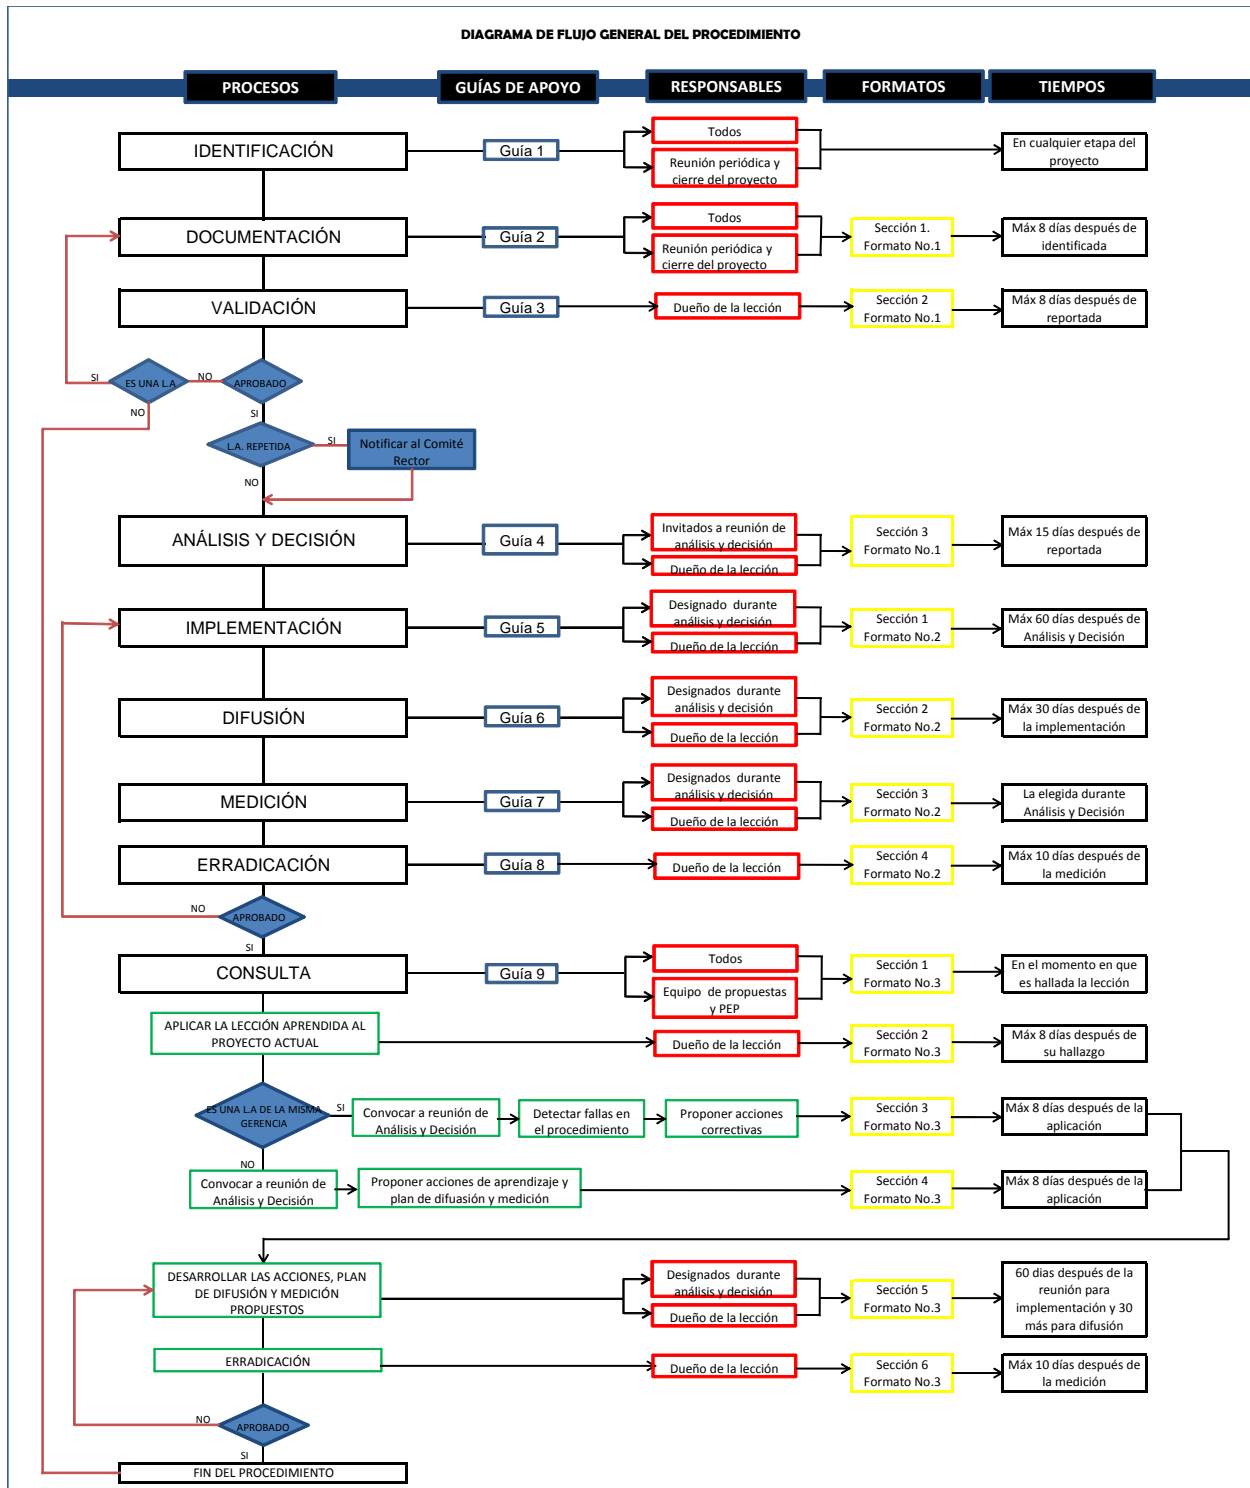 DIAGRAMA DE FLUJO GENERAL DEL PROCEDIMIENTO
PROCESOS
GUÍAS DE APOYO
RESPONSABLES
FORMATOS
TIEMPOS
IDENTIFICACIÓN
Guía 1
Todos
Reunión periódica y
cierre del proyecto
En cualquier etapa del
proyecto
DOCUMENTACIÓN
Guía 2
Todos
Reunión periódica y
cierre del proyecto
Sección 1.
Formato No.1
Máx 8 días después de
identificada
VALIDACIÓN
Guía 3
Dueño de la lección
Sección 2
Formato No.1
Máx 8 días después de
reportada
SI
ES UNA L.A
NO
APROBADO
NO
SI
L.A. REPETIDA
SI
Notificar al Comité
Rector
NO
ANÁLISIS Y DECISIÓN
Guía 4
Invitados a reunión de
análisis y decisión
Dueño de la lección
Sección 3
Formato No.1
Máx 15 días después de
reportada
IMPLEMENTACIÓN
Guía 5
Designado durante
análisis y decisión
Dueño de la lección
Sección 1
Formato No.2
Máx 60 días después de
Análisis y Decisión
DIFUSIÓN
Guía 6
Designados durante
análisis y decisión
Dueño de la lección
Sección 2
Formato No.2
Máx 30 días después de
la implementación
MEDICIÓN
Guía 7
Designados durante
análisis y decisión
Dueño de la lección
Sección 3
Formato No.2
La elegida durante
Análisis y Decisión
ERRADICACIÓN
Guía 8
Dueño de la lección
Sección 4
Formato No.2
Máx 10 días después de
la medición
NO
APROBADO
SI
CONSULTA
Guía 9
Todos
Equipo de propuestas
y PEP
Sección 1
Formato No.3
En el momento en que
es hallada la lección
APLICAR LA LECCIÓN APRENDIDA AL
PROYECTO ACTUAL
Dueño de la lección
Sección 2
Formato No.3
Máx 8 días después de
su hallazgo
ES UNA L.A DE LA MISMA
GERENCIA
SI
Convocar a reunión de
Análisis y Decisión
Detectar fallas en
el procedimiento
Proponer acciones
correctivas
Sección 3
Formato No.3
Máx 8 días después de la
aplicación
NO
Convocar a reunión de
Análisis y Decisión
Proponer acciones de aprendizaje y
plan de difusión y medición
Sección 4
Formato No.3
Máx 8 días después de la
aplicación
DESARROLLAR LAS ACCIONES, PLAN
DE DIFUSIÓN Y MEDICIÓN
PROPUESTOS
Designados durante
análisis y decisión
Dueño de la lección
Sección 5
Formato No.3
60 dias después de la
reunión para
implementación y 30
más para difusión
ERRADICACIÓN
Dueño de la lección
Sección 6
Formato No.3
Máx 10 días después de
la medición
NO
APROBADO
SI
FIN DEL PROCEDIMIENTO